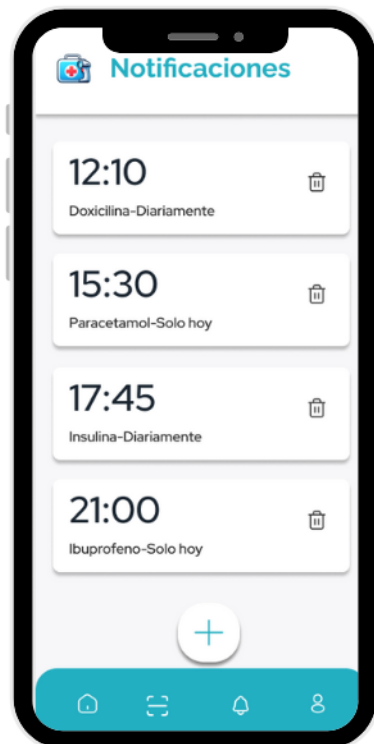 Notificaciones
12:10
Doxicilina-Diariamente
15:30
Paracetamol-Solo hoy
17:45
Insulina-Diariamente
21:00
Ibuprofeno-Solo hoy